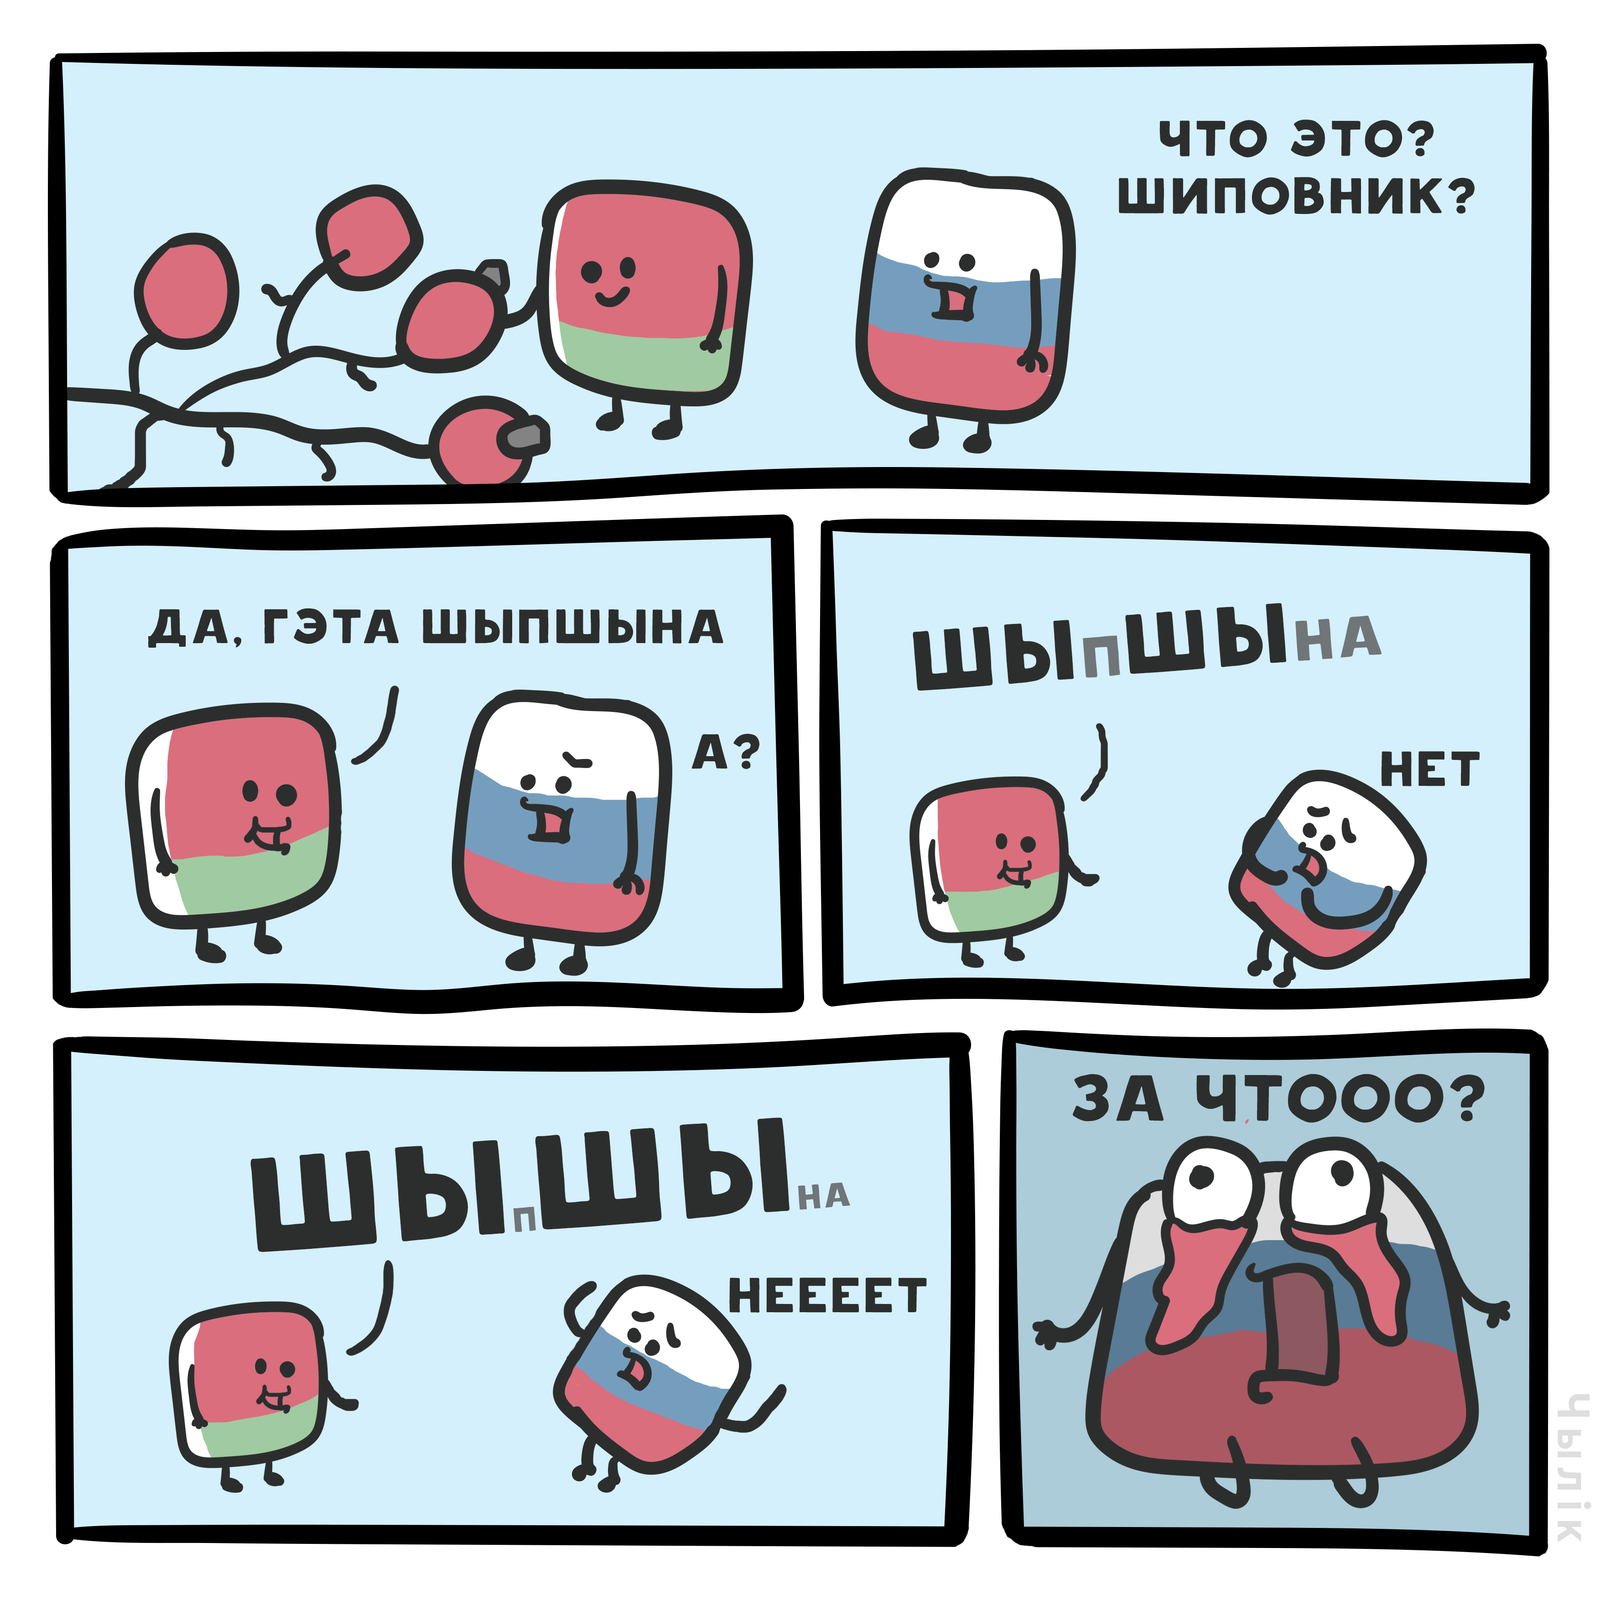 ЧТО ЭТО?
ШИПОВНИК?
ДА, ГЭТА ШЫПШЫНА
А?
ШЫПШЫНА
НЕТ
ШЫПШЫНА
НЕЕЕЕТ
ЗА ЧТООО?
Чылік